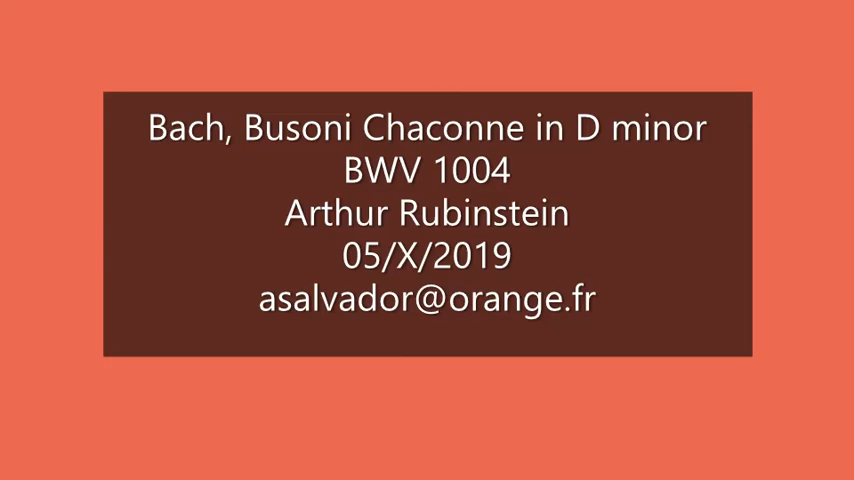 Bach, Busoni Chaconne in D minor
BWV 1004
Arthur Rubinstein
05/X/2019
asalvador@orange.fr